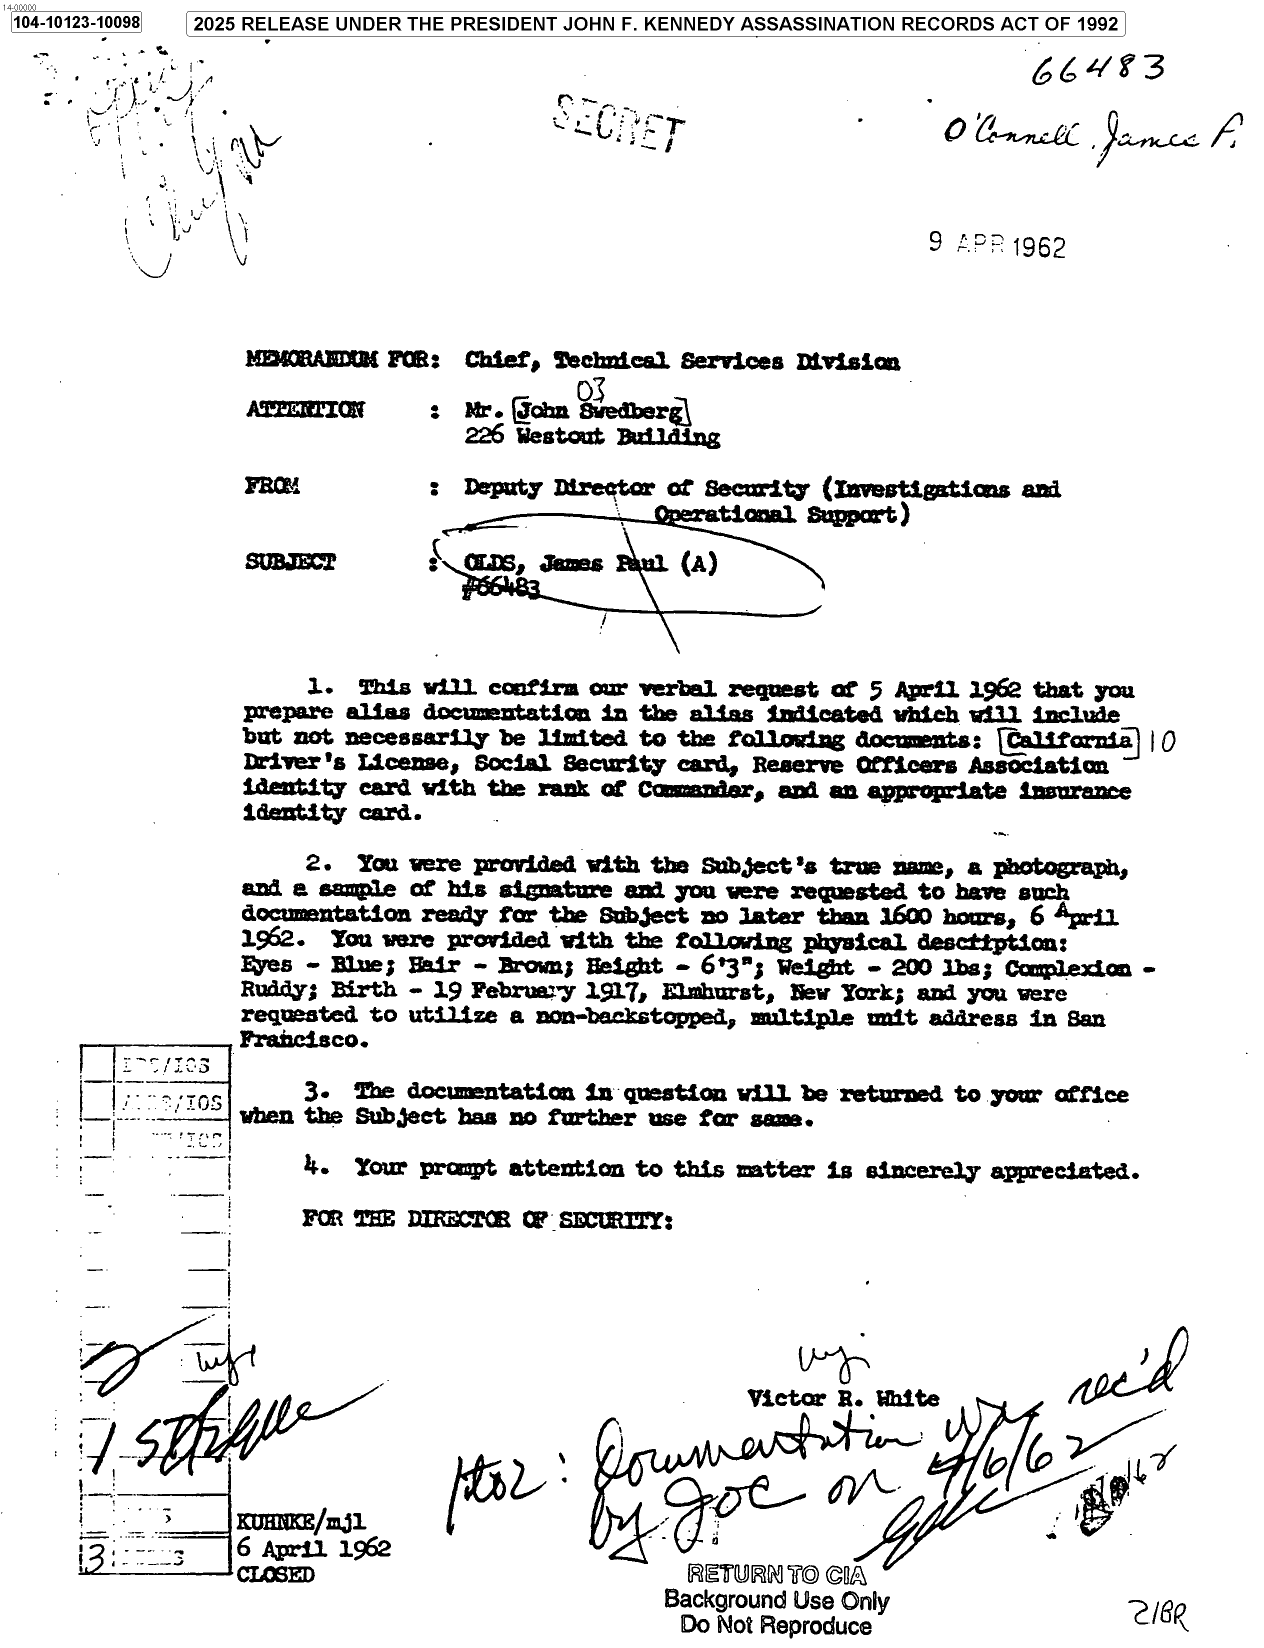 14-00000
104-10123-10098
2025 RELEASE UNDER THE PRESIDENT JOHN F. KENNEDY ASSASSINATION RECORDS ACT OF 1992
66483
SECRET
O'Connell, James P.
9 APR 1962
MEMORANDUM FOR: Chief, Technical Services Division
03
ATTENTION : Mr. John Swedberg
226 Westout Building
FROM : Deputy Director of Security (Investigations and
Operational Support)
SUBJECT : OLDS, James Paul (A)
#66483
1. This will confirm our verbal request of 5 April 1962 that you
prepare alias documentation in the alias indicated which will include
but not necessarily be limited to the following documents: California 10
Driver's License, Social Security card, Reserve Officers Association
identity card with the rank of Commander, and an appropriate insurance
identity card.
2. You were provided with the Subject's true name, a photograph,
and a sample of his signature and you were requested to have such
documentation ready for the Subject no later than 1600 hours, 6 April
1962. You were provided with the following physical desctiption:
Eyes - Blue; Hair - Brown; Height - 6'3"; Weight - 200 lbs; Complexion -
Ruddy; Birth - 19 February 1917, Elmhurst, New York; and you were
requested to utilize a non-backstopped, multiple unit address in San
Francisco.
/IOS
/IOS
3. The documentation in question will be returned to your office
when the Subject has no further use for same.
4. Your prompt attention to this matter is sincerely appreciated.
FOR THE DIRECTOR OF SECURITY:
Victor R. White
Documentation was rec'd
by JOC on 4/6/62
KUHNKE/mjl
6 April 1962
3
CLOSED
RETURN TO CIA
Background Use Only
Do Not Reproduce
21BR